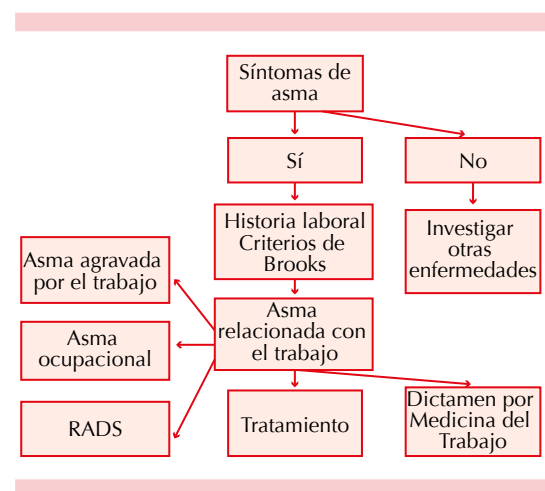 Síntomas de
asma
Sí
No
Historia laboral
Criterios de
Brooks
Investigar
otras
enfermedades
Asma agravada
por el trabajo
Asma
relacionada con
el trabajo
Asma
ocupacional
RADS
Tratamiento
Dictamen por
Medicina del
Trabajo